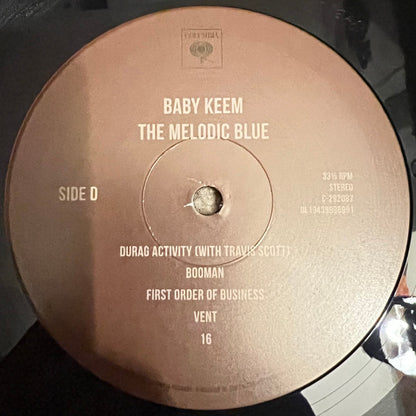 COLUMBIA
BABY KEEM
THE MELODIC BLUE
SIDE D
33⅓ RPM
STEREO
DURAG ACTIVITY (WITH TRAVIS SCOTT)
BOOMAN
FIRST ORDER OF BUSINESS
VENT
16